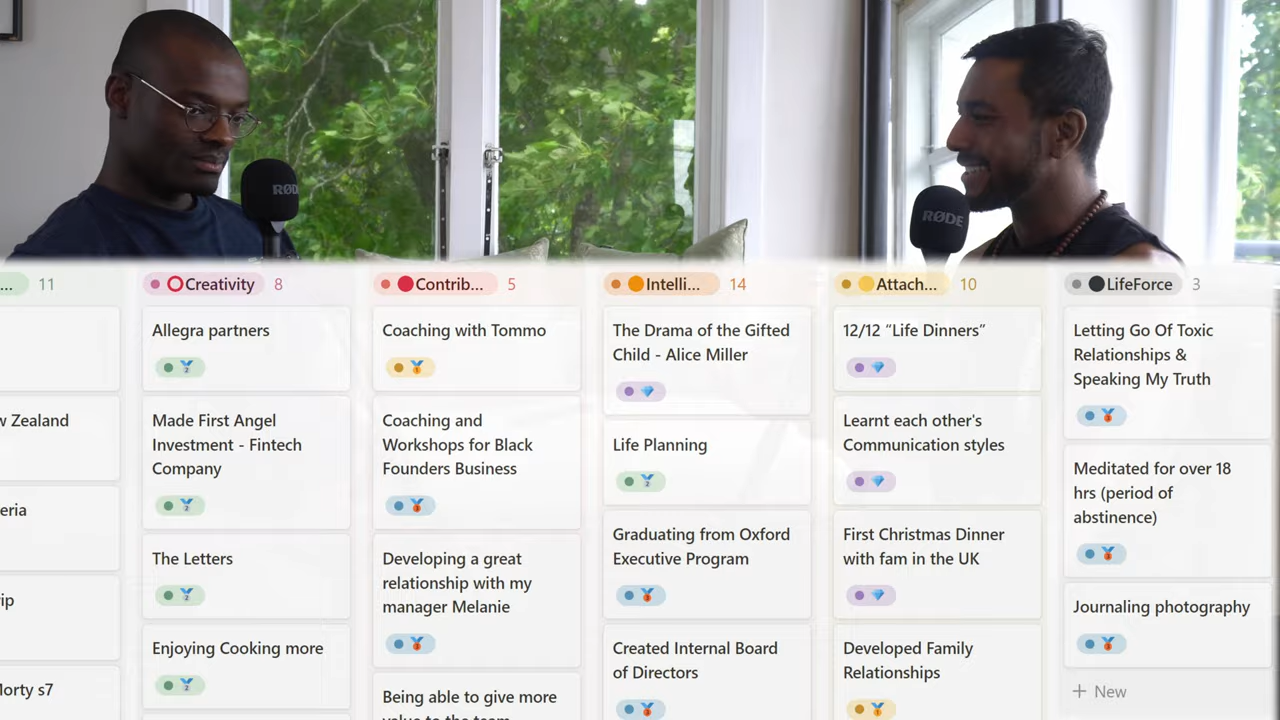 RØDE
RØDE
... 11
w Zealand
eria
ip
Morty s7
Creativity 8
Allegra partners
Made First Angel
Investment - Fintech
Company
The Letters
Enjoying Cooking more
Contrib... 5
Coaching with Tommo
Coaching and
Workshops for Black
Founders Business
Developing a great
relationship with my
manager Melanie
Being able to give more
value to the team
Intelli... 14
The Drama of the Gifted
Child - Alice Miller
Life Planning
Graduating from Oxford
Executive Program
Created Internal Board
of Directors
Attach... 10
12/12 “Life Dinners”
Learnt each other's
Communication styles
First Christmas Dinner
with fam in the UK
Developed Family
Relationships
LifeForce 3
Letting Go Of Toxic
Relationships &
Speaking My Truth
Meditated for over 18
hrs (period of
abstinence)
Journaling photography
+ New